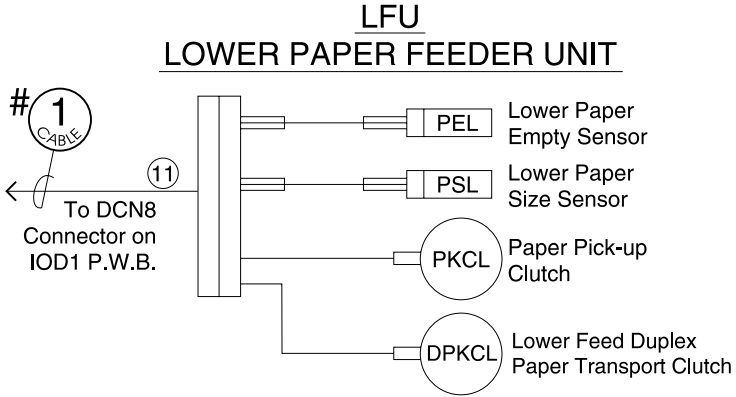 LFU
LOWER PAPER FEEDER UNIT
#
1
CABLE
11
To DCN8
Connector on
IOD1 P.W.B.
PEL
Lower Paper
Empty Sensor
PSL
Lower Paper
Size Sensor
PKCL
Paper Pick-up
Clutch
DPKCL
Lower Feed Duplex
Paper Transport Clutch